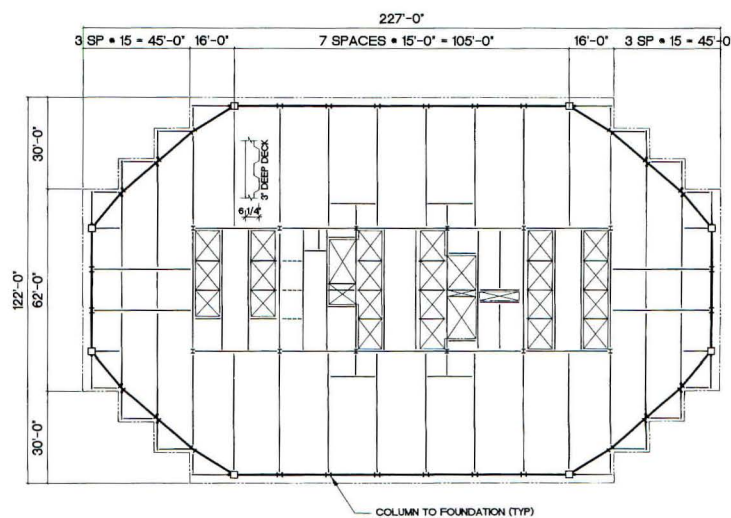 227'-0"
3 SP • 15 = 45'-0" 16'-0" 7 SPACES • 15'-0" = 105'-0" 16'-0" 3 SP • 15 = 45'-0
30'-0"
3" DEEP DECK
6 1/4"
122'-0"
62'-0"
30'-0"
COLUMN TO FOUNDATION (TYP)